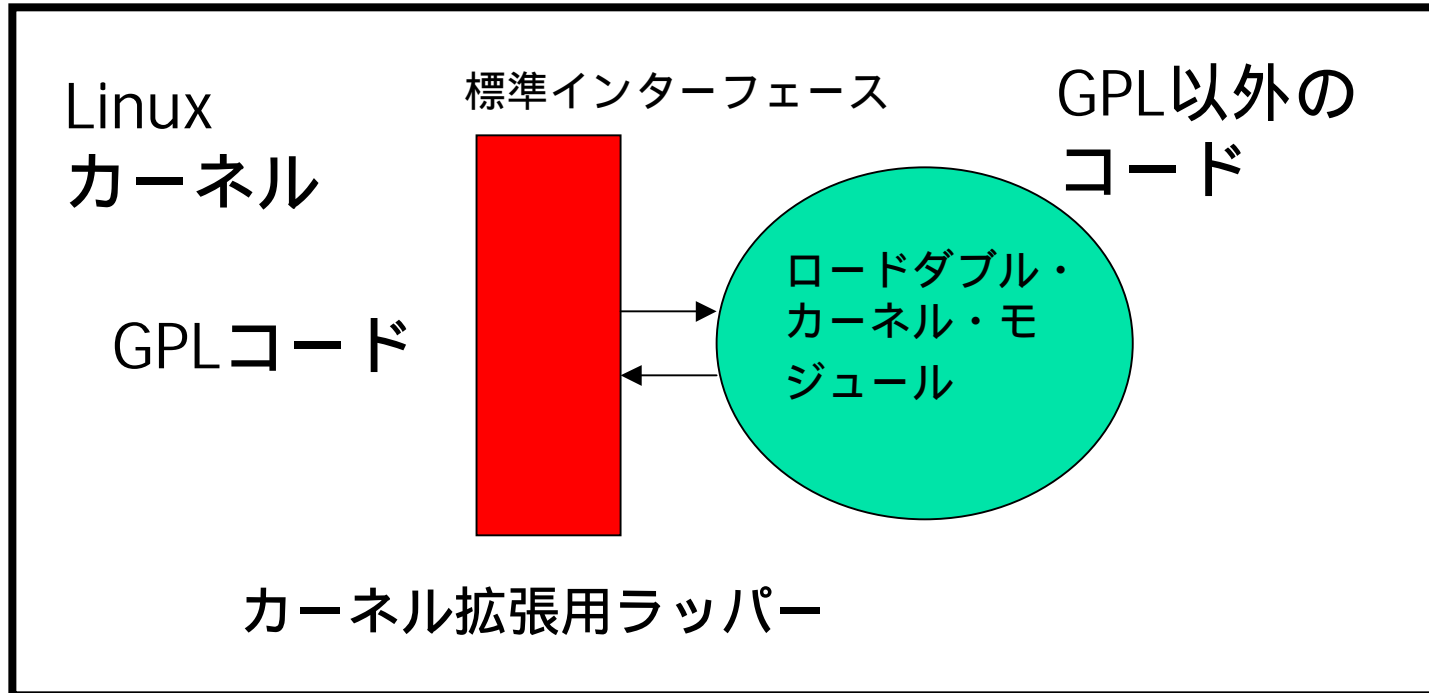 Linux
カーネル
標準インターフェース
GPL以外の
コード
GPLコード
ロードダブル・
カーネル・モ
ジュール
カーネル拡張用ラッパー